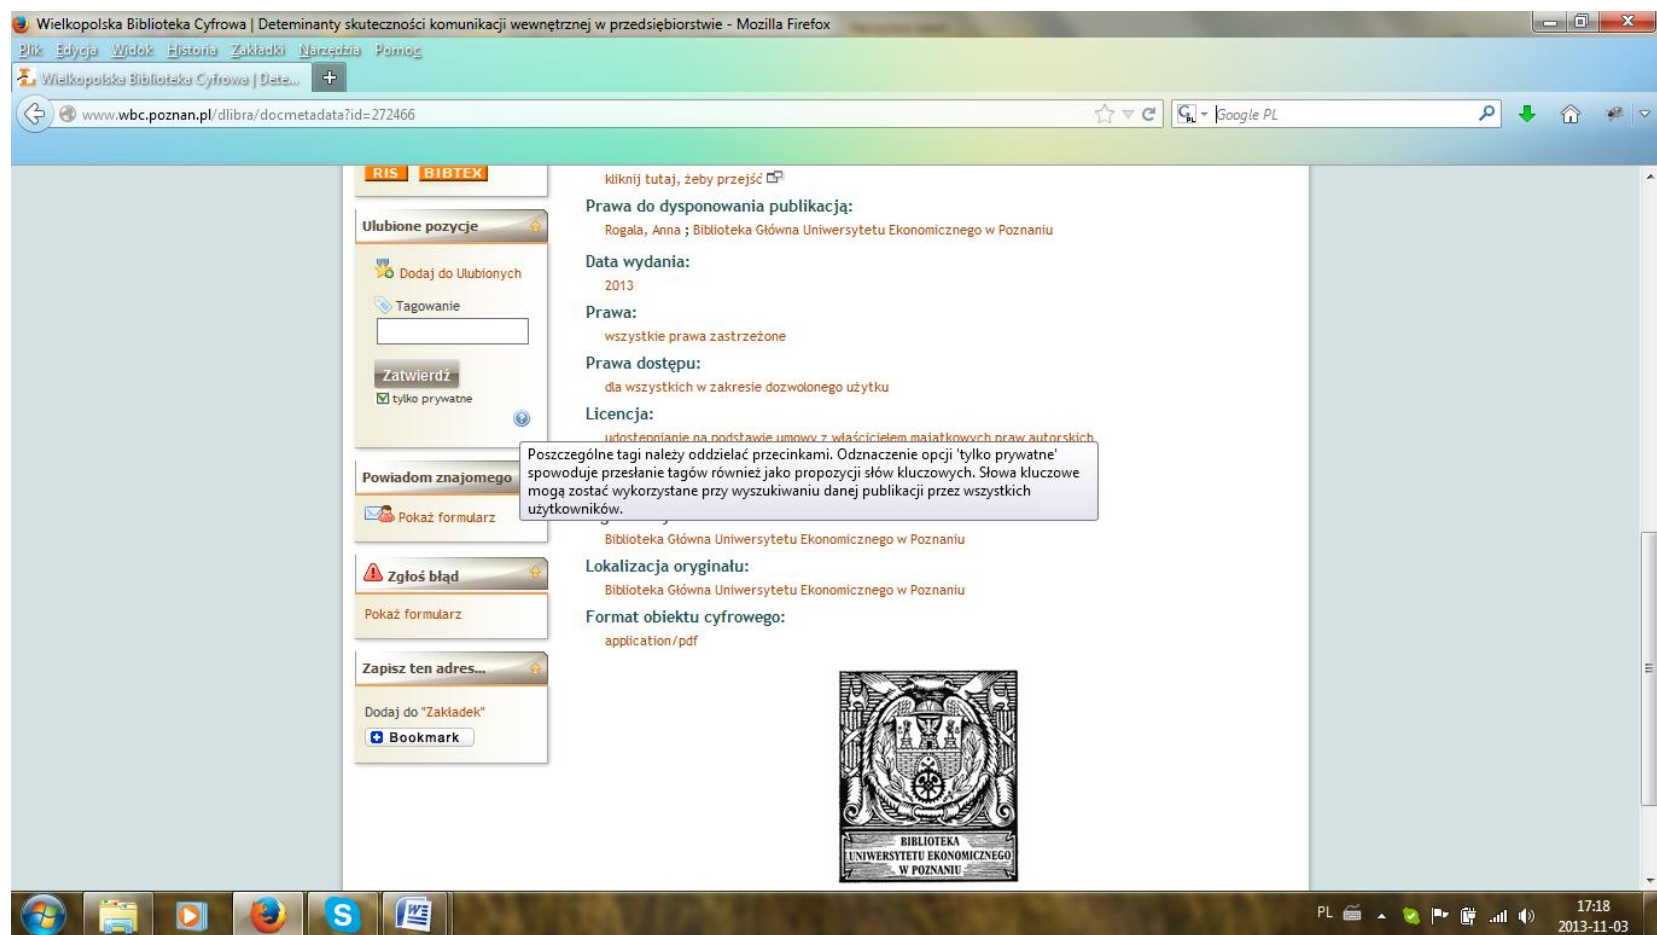 Wielkopolska Biblioteka Cyfrowa | Deteminanty skuteczności komunikacji wewnętrznej w przedsiębiorstwie - Mozilla Firefox
Plik Edycja Widok Historia Zakładki Narzędzia Pomoc
Wielkopolska Biblioteka Cyfrowa | Dete...
www.wbc.poznan.pl/dlibra/docmetadata?id=272466
Google PL
RIS BIBTEX
Ulubione pozycje
Dodaj do Ulubionych
Tagowanie
Zatwierdź
tylko prywatne
Powiadom znajomego
Pokaż formularz
Zgłoś błąd
Pokaż formularz
Zapisz ten adres...
Dodaj do "Zakładek"
Bookmark
kliknij tutaj, żeby przejść
Prawa do dysponowania publikacją:
Rogala, Anna ; Biblioteka Główna Uniwersytetu Ekonomicznego w Poznaniu
Data wydania:
2013
Prawa:
wszystkie prawa zastrzeżone
Prawa dostępu:
dla wszystkich w zakresie dozwolonego użytku
Licencja:
udostępnianie na podstawie umowy z właścicielem majątkowych praw autorskich
Poszczególne tagi należy oddzielać przecinkami. Odznaczenie opcji 'tylko prywatne'
spowoduje przesłanie tagów również jako propozycji słów kluczowych. Słowa kluczowe
mogą zostać wykorzystane przy wyszukiwaniu danej publikacji przez wszystkich
użytkowników.
Biblioteka Główna Uniwersytetu Ekonomicznego w Poznaniu
Lokalizacja oryginału:
Biblioteka Główna Uniwersytetu Ekonomicznego w Poznaniu
Format obiektu cyfrowego:
application/pdf
BIBLIOTEKA
UNIWERSYTETU EKONOMICZNEGO
W POZNANIU
PL
17:18
2013-11-03